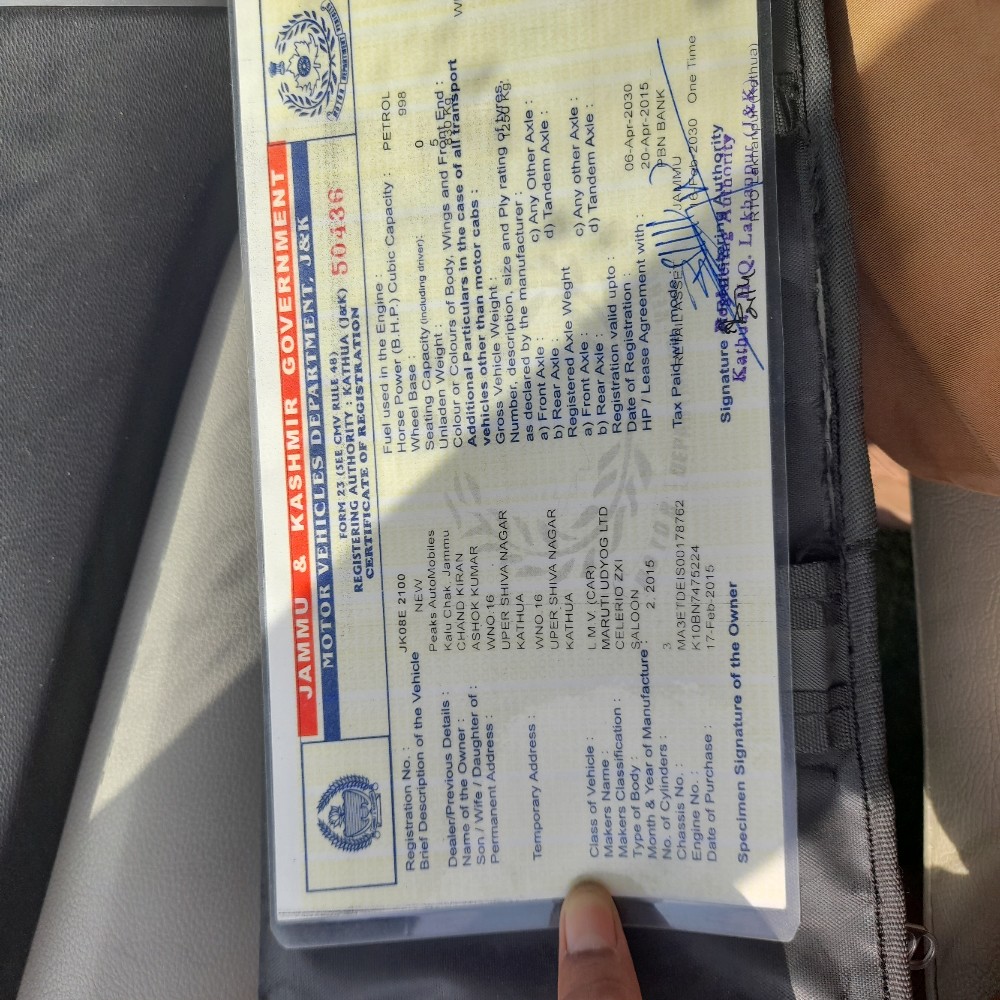 JAMMU & KASHMIR GOVERNMENT
MOTOR VEHICLES DEPARTMENT, J&K
FORM 23 (SEE CMV RULE 48)
REGISTERING AUTHORITY : KATHUA (J&K) 50436
CERTIFICATE OF REGISTRATION
Registration No. : JK08E 2100
Brief Description of the Vehicle NEW
Dealer/Previous Details : Peaks AutoMobiles
Kalu Chak, Jammu
Name of the Owner : CHAND KIRAN
Son / Wife / Daughter of : ASHOK KUMAR
Permanent Address : WNO.16
UPER SHIVA NAGAR
KATHUA
Temporary Address : WNO.16
UPER SHIVA NAGAR
KATHUA
Class of Vehicle : L M V (CAR)
Makers Name : MARUTI UDYOG LTD
Makers Classification : CELERIO ZXI
Type of Body : SALOON
Month & Year of Manufacture : 2, 2015
No. of Cylinders : 3
Chassis No. : MA3ETDEIS00178762
Engine No. : K10BN7475224
Date of Purchase : 17-Feb-2015
Specimen Signature of the Owner
Fuel used in the Engine : PETROL
Horse Power (B.H.P.) Cubic Capacity : 998
Wheel Base : 0
Seating Capacity (including driver): 5
Unladen Weight : 830 Kg
Colour or Colours of Body, Wings and Front End :
Additional Particulars in the case of all transport
vehicles other than motor cabs :
Gross Vehicle Weight : 1250 Kg
Number, description, size and Ply rating of tyres,
as declared by the manufacturer :
a) Front Axle : c) Any Other Axle :
b) Rear Axle : d) Tandem Axle :
Registered Axle Weght
a) Front Axle : c) Any other Axle :
b) Rear Axle : d) Tandem Axle :
Registration valid upto : 06-Apr-2030
Date of Registration : 20-Apr-2015
HP / Lease Agreement with : PBN BANK
JAMMU
Tax Paid with mode One Time
Signature Registering Authority
Kathua H.Q. Lakhanpur (J&K)